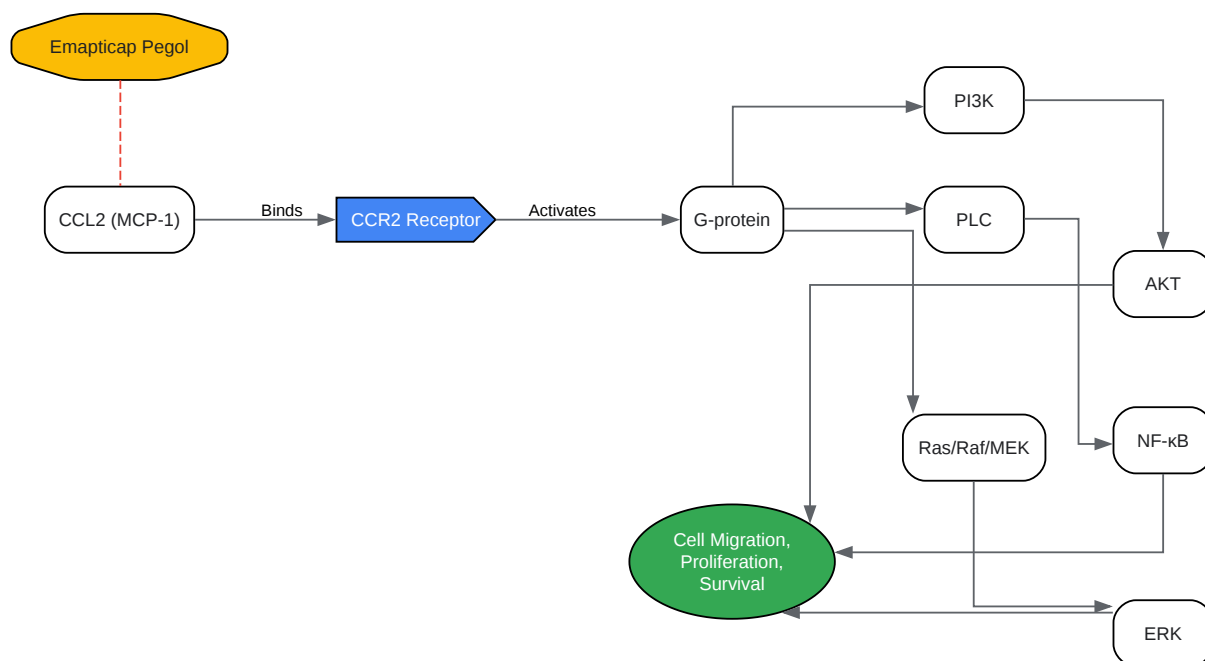 Emapticap Pegol
PI3K
CCL2 (MCP-1)
Binds
CCR2 Receptor
Activates
G-protein
PLC
AKT
Ras/Raf/MEK
NF-κB
Cell Migration,
Proliferation,
Survival
ERK